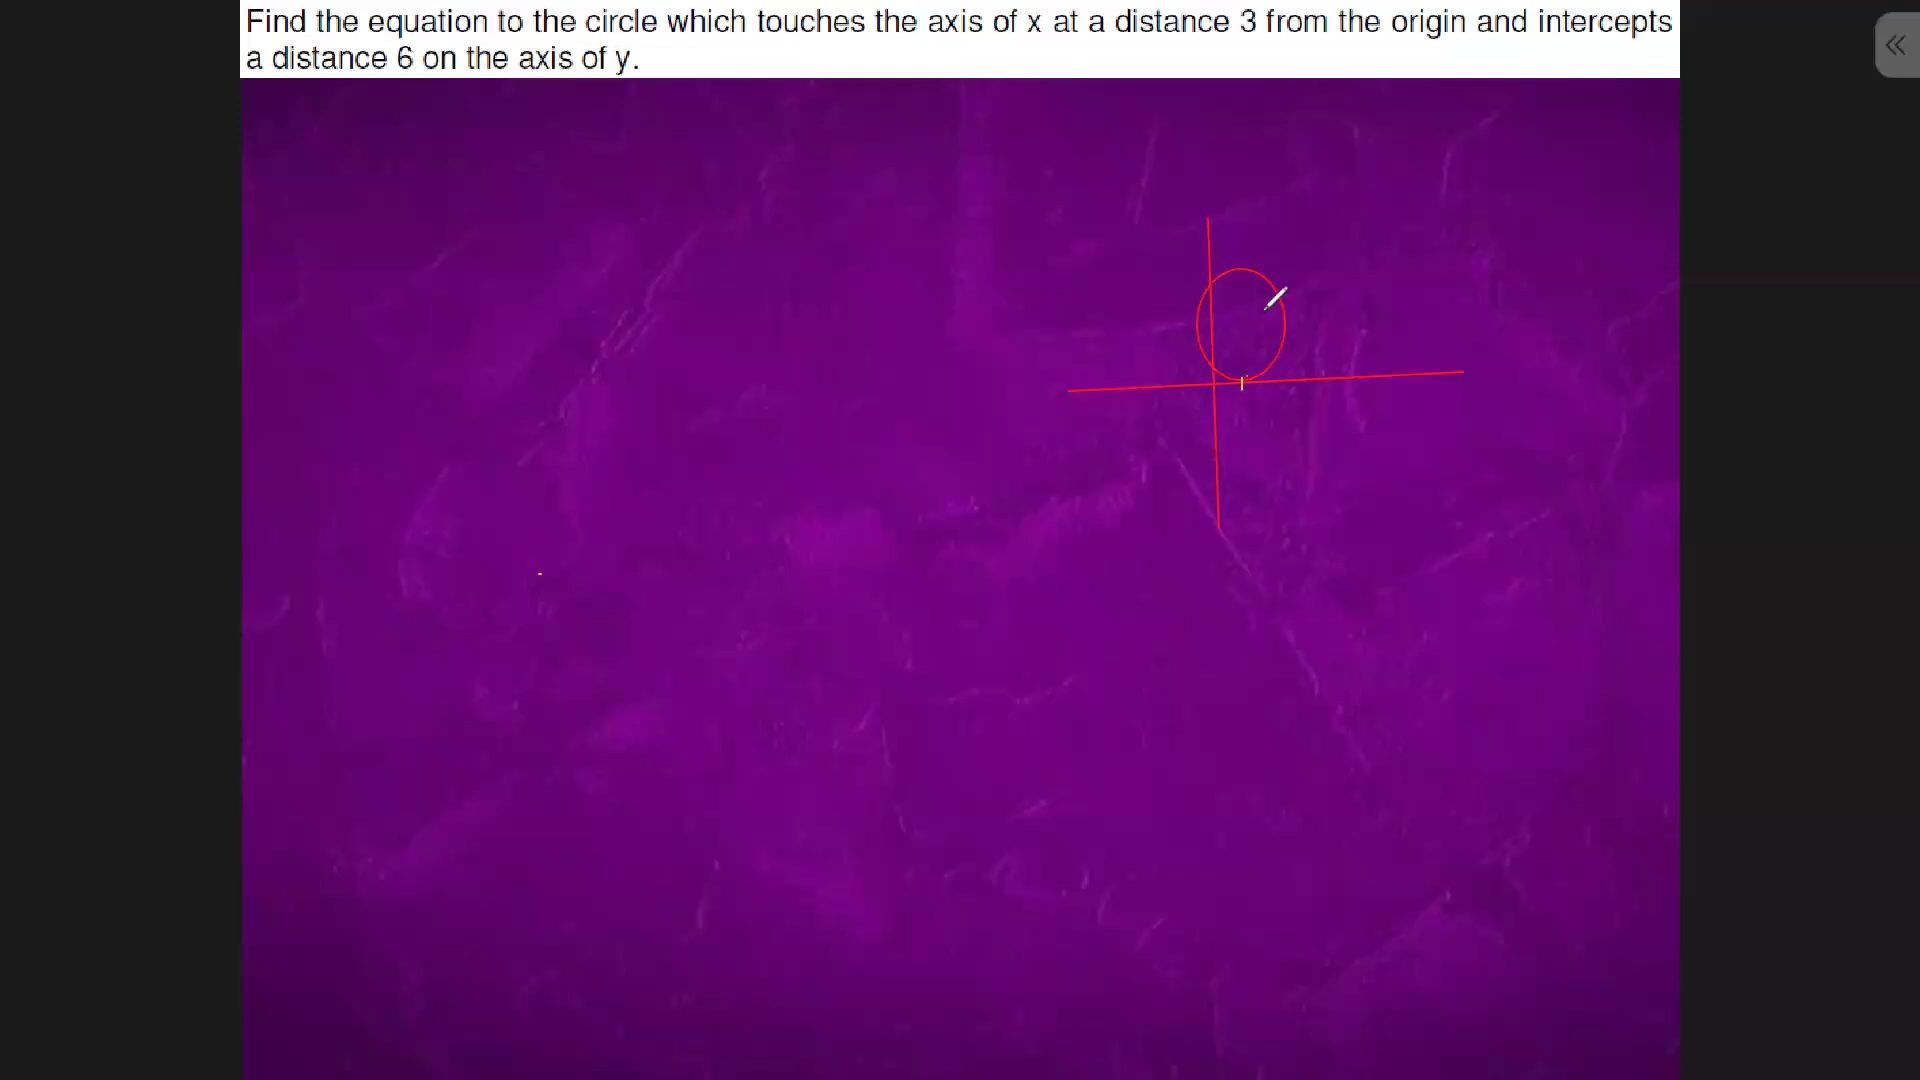 Find the equation to the circle which touches the axis of x at a distance 3 from the origin and intercepts
a distance 6 on the axis of y.